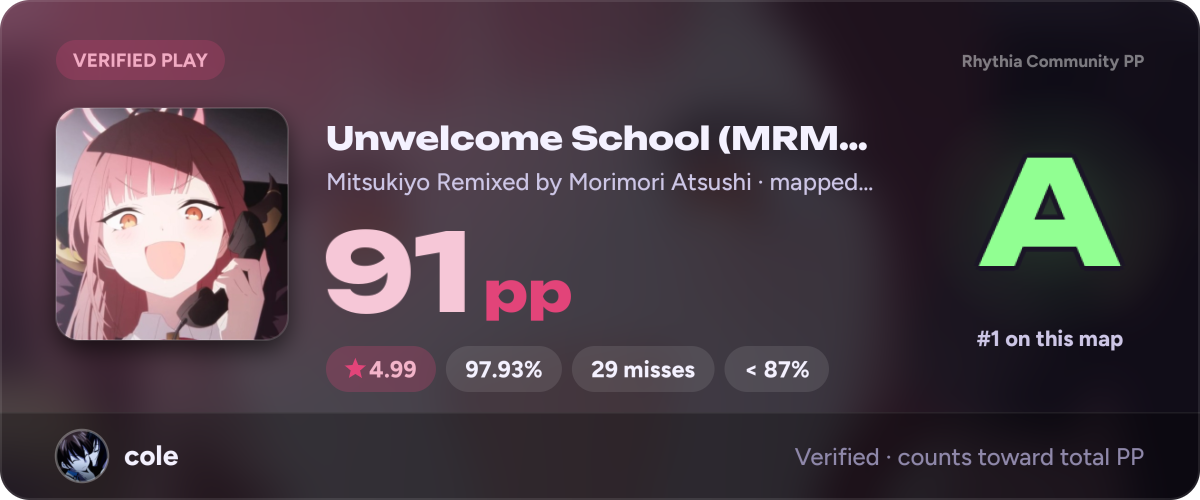 VERIFIED PLAY
Rhythia Community PP
Unwelcome School (MRM...
Mitsukiyo Remixed by Morimori Atsushi · mapped...
91 pp
A
#1 on this map
★ 4.99
97.93%
29 misses
< 87%
cole
Verified · counts toward total PP